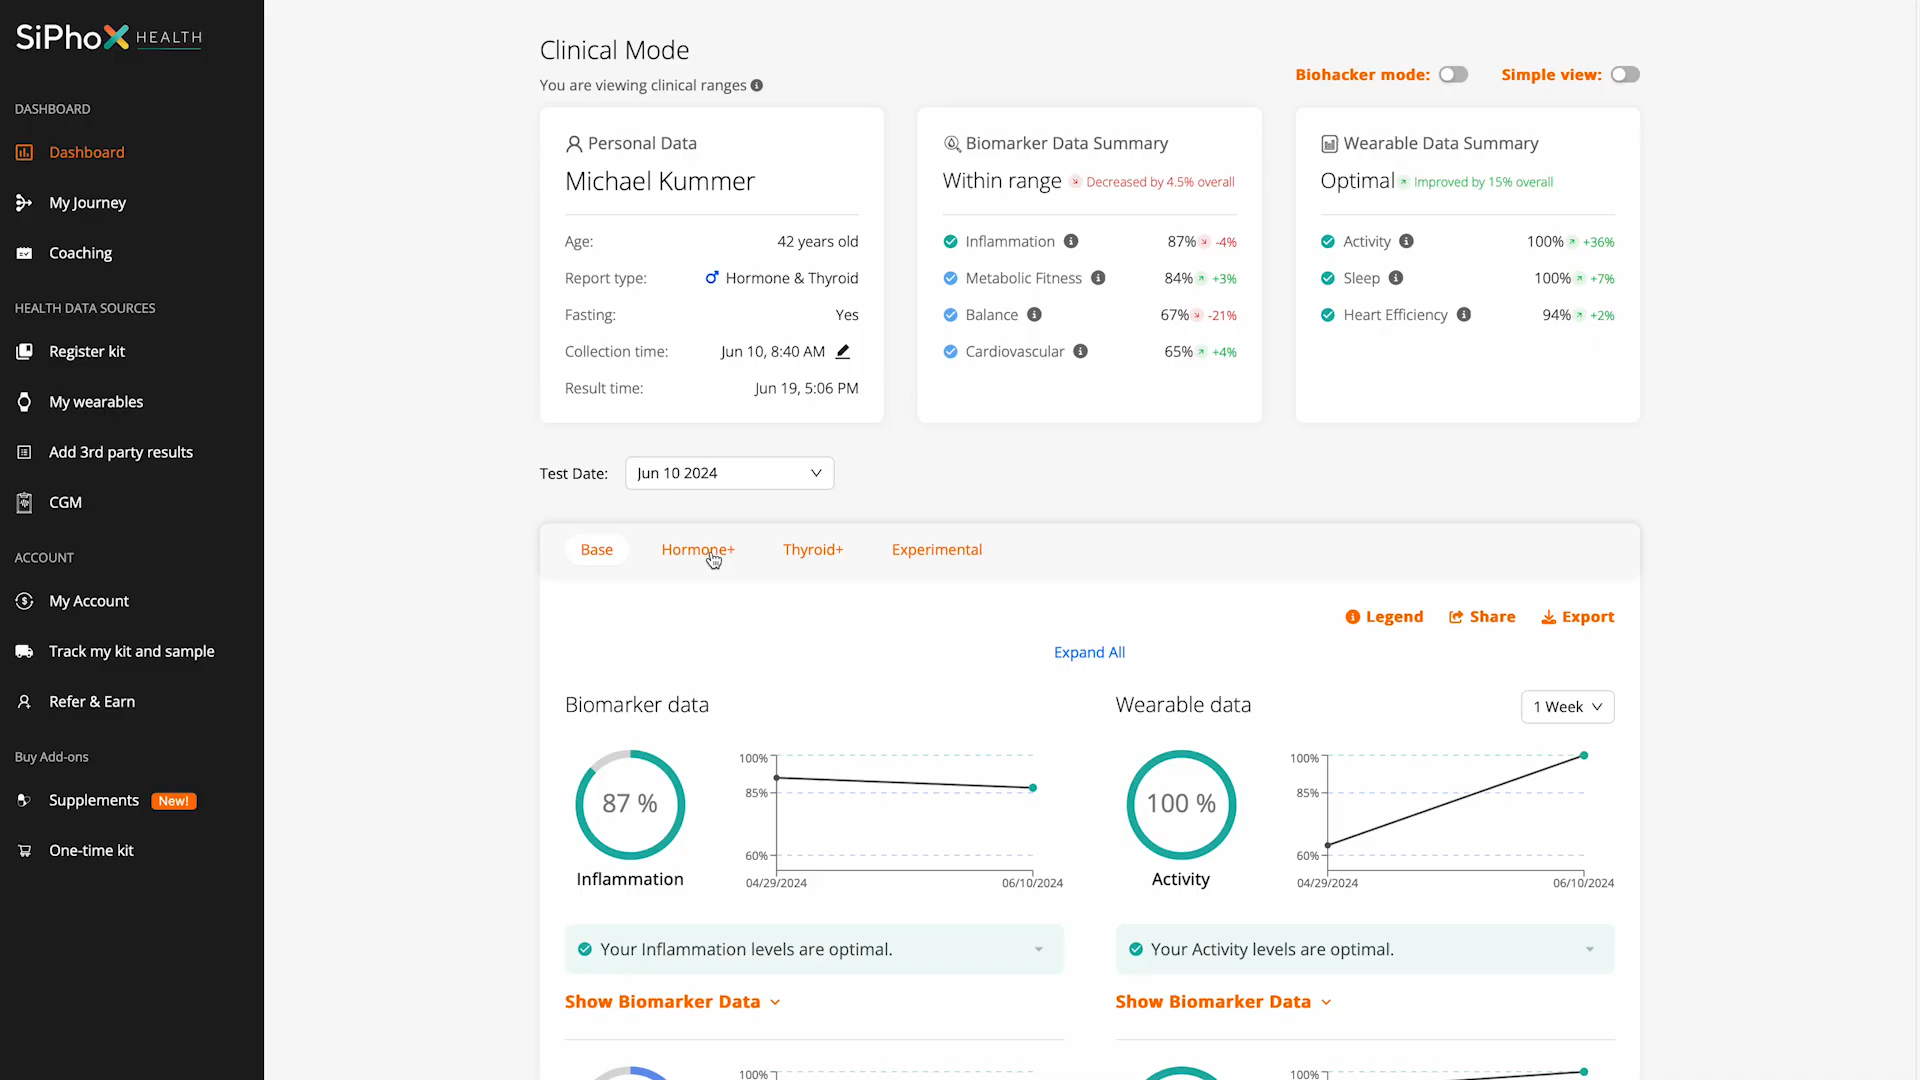 SiPhoX HEALTH
DASHBOARD
Dashboard
My Journey
Coaching
HEALTH DATA SOURCES
Register kit
My wearables
Add 3rd party results
CGM
ACCOUNT
My Account
Track my kit and sample
Refer & Earn
Buy Add-ons
Supplements New!
One-time kit
Clinical Mode
You are viewing clinical ranges
Biohacker mode:
Simple view:
Personal Data
Michael Kummer
Age: 42 years old
Report type: Hormone & Thyroid
Fasting: Yes
Collection time: Jun 10, 8:40 AM
Result time: Jun 19, 5:06 PM
Biomarker Data Summary
Within range Decreased by 4.5% overall
Inflammation 87% -4%
Metabolic Fitness 84% +3%
Balance 67% -21%
Cardiovascular 65% +4%
Wearable Data Summary
Optimal Improved by 15% overall
Activity 100% +36%
Sleep 100% +7%
Heart Efficiency 94% +2%
Test Date: Jun 10 2024
Base Hormone+ Thyroid+ Experimental
Legend Share Export
Expand All
Biomarker data
87 %
Inflammation
100%
85%
60%
04/29/2024 06/10/2024
Your Inflammation levels are optimal.
Show Biomarker Data
100%
Wearable data
1 Week
100 %
Activity
100%
85%
60%
04/29/2024 06/10/2024
Your Activity levels are optimal.
Show Biomarker Data
100%